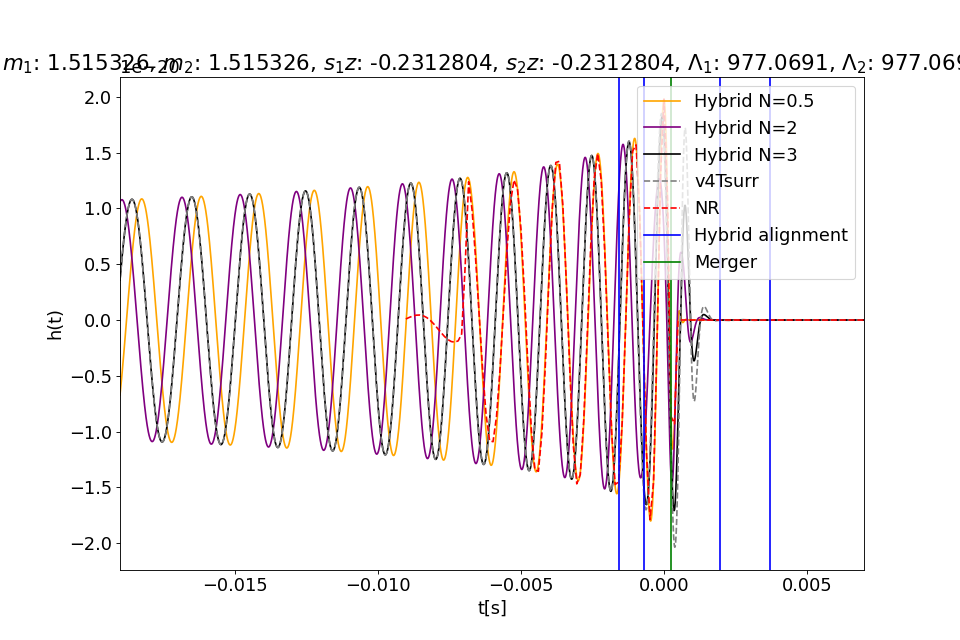 m₁: 1.515326, m₂: 1.515326, s₁z: -0.2312804, s₂z: -0.2312804, Λ₁: 977.0691, Λ₂: 977.069
1e−20
2.0
1.5
1.0
0.5
0.0
−0.5
−1.0
−1.5
−2.0
h(t)
Hybrid N=0.5
Hybrid N=2
Hybrid N=3
v4Tsurr
NR
Hybrid alignment
Merger
−0.015
−0.010
−0.005
0.000
0.005
t[s]